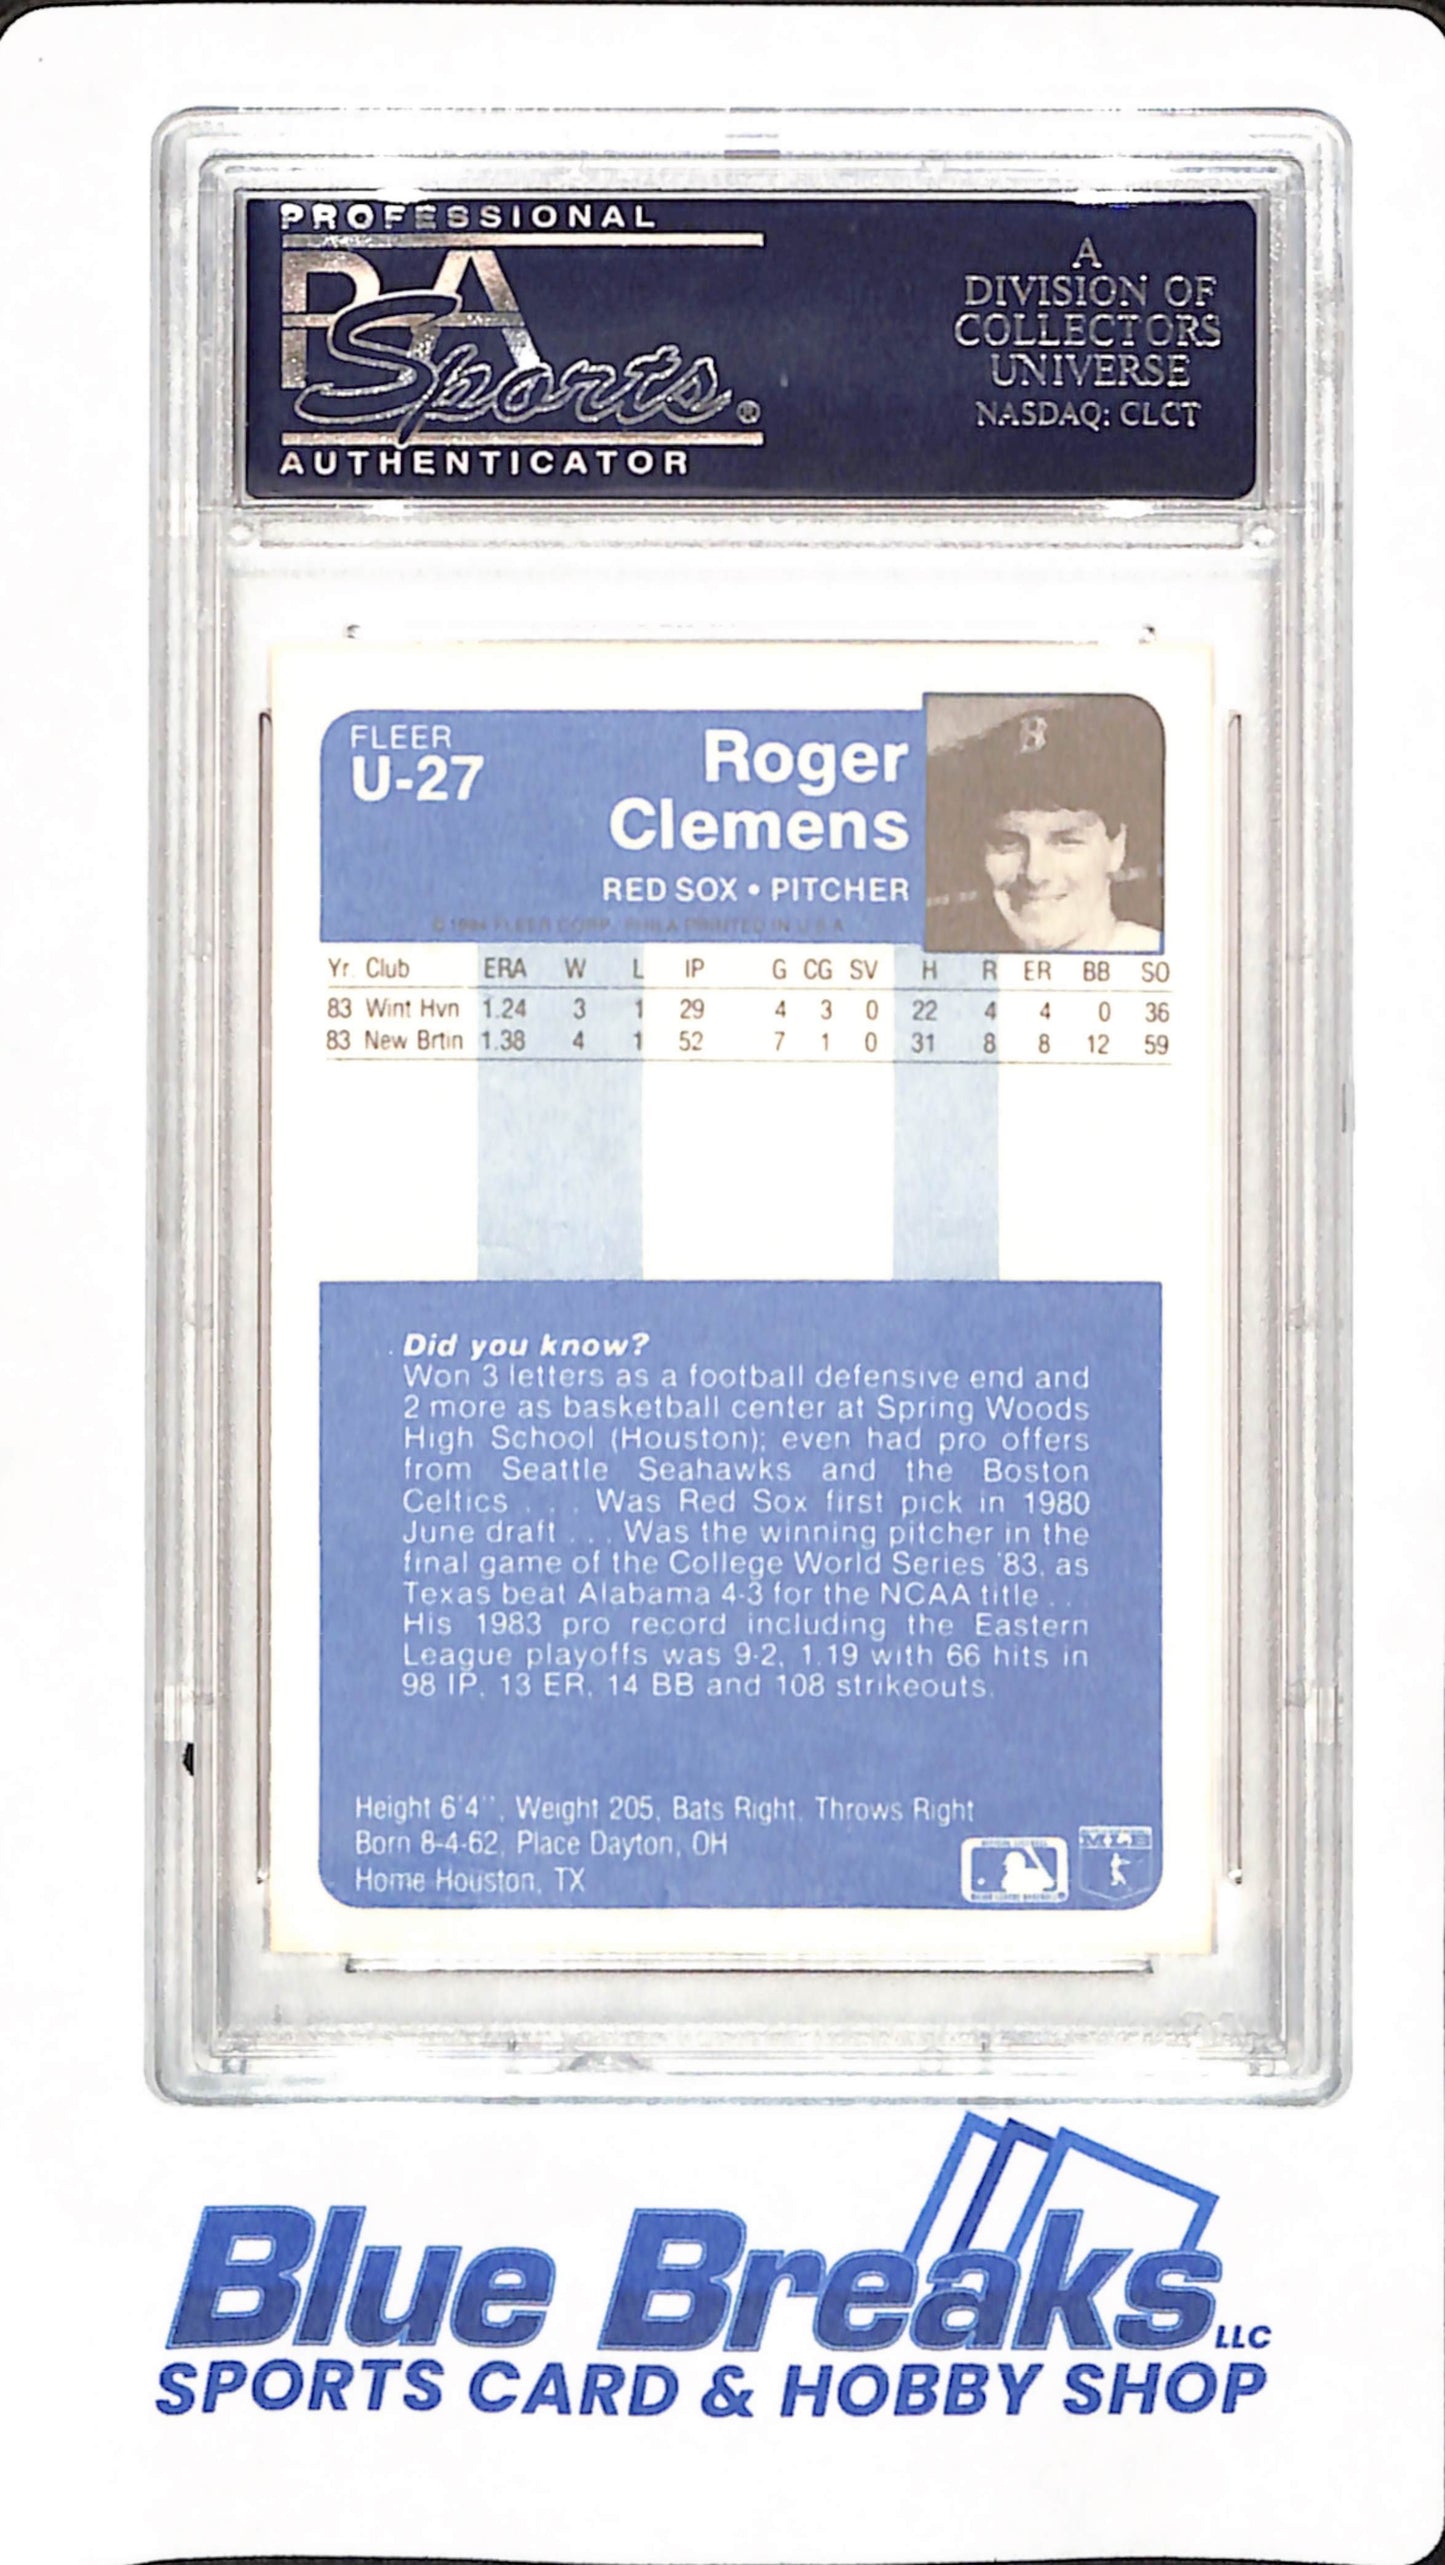 PROFESSIONAL
PSA
Sports®
AUTHENTICATOR
A
DIVISION OF
COLLECTORS
UNIVERSE
NASDAQ: CLCT
FLEER
U-27
Roger
Clemens
RED SOX • PITCHER
© 1984 FLEER CORP. PHILA PRINTED IN U.S.A
Yr. Club ERA W L IP G CG SV H R ER BB SO
83 Wint Hvn 1.24 3 1 29 4 3 0 22 4 4 0 36
83 New Brtin 1.38 4 1 52 7 1 0 31 8 8 12 59
Did you know?
Won 3 letters as a football defensive end and
2 more as basketball center at Spring Woods
High School (Houston); even had pro offers
from Seattle Seahawks and the Boston
Celtics . . . Was Red Sox first pick in 1980
June draft . . . Was the winning pitcher in the
final game of the College World Series '83, as
Texas beat Alabama 4-3 for the NCAA title . . .
His 1983 pro record including the Eastern
League playoffs was 9-2, 1.19 with 66 hits in
98 IP, 13 ER, 14 BB and 108 strikeouts.
Height 6'4", Weight 205, Bats Right, Throws Right
Born 8-4-62, Place Dayton, OH
Home Houston, TX
MLB
Blue Breaks LLC
SPORTS CARD & HOBBY SHOP